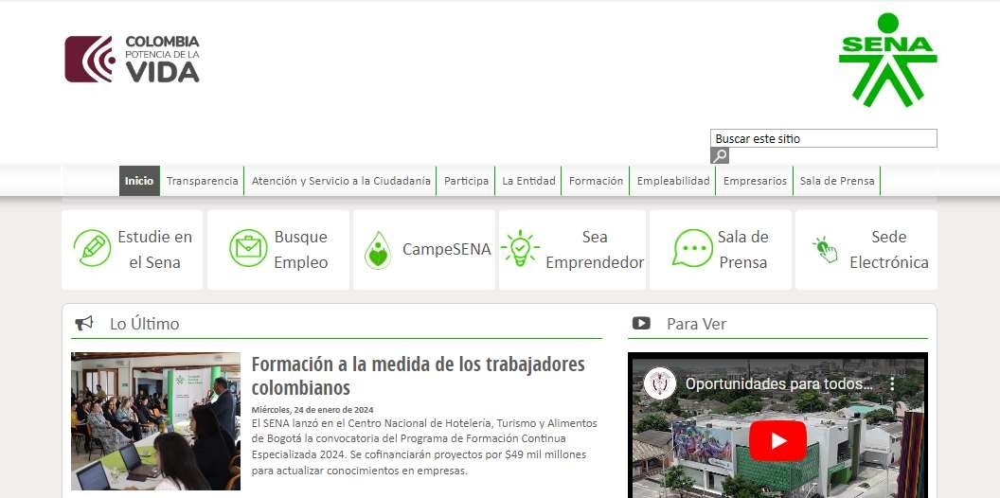 COLOMBIA
POTENCIA DE LA
VIDA
SENA
Buscar este sitio
Inicio Transparencia Atención y Servicio a la Ciudadanía Participa La Entidad Formación Empleabilidad Empresarios Sala de Prensa
Estudie en
el Sena
Busque
Empleo
CampeSENA
Sea
Emprendedor
Sala de
Prensa
Sede
Electrónica
Lo Último
Formación a la medida de los trabajadores
colombianos
Miércoles, 24 de enero de 2024
El SENA lanzó en el Centro Nacional de Hotelería, Turismo y Alimentos
de Bogotá la convocatoria del Programa de Formación Continua
Especializada 2024. Se cofinanciarán proyectos por $49 mil millones
para actualizar conocimientos en empresas.
Para Ver
Oportunidades para todos...